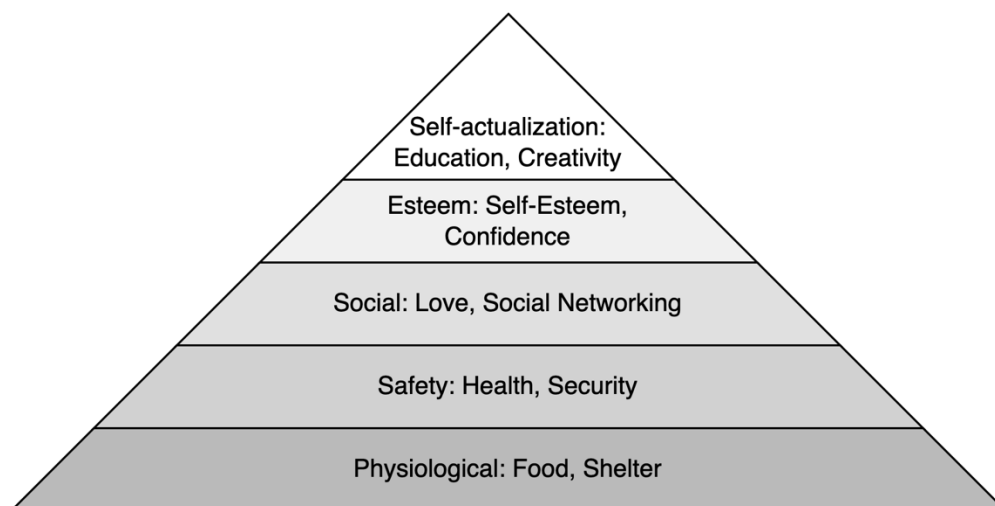 Self-actualization:
Education, Creativity
Esteem: Self-Esteem,
Confidence
Social: Love, Social Networking
Safety: Health, Security
Physiological: Food, Shelter